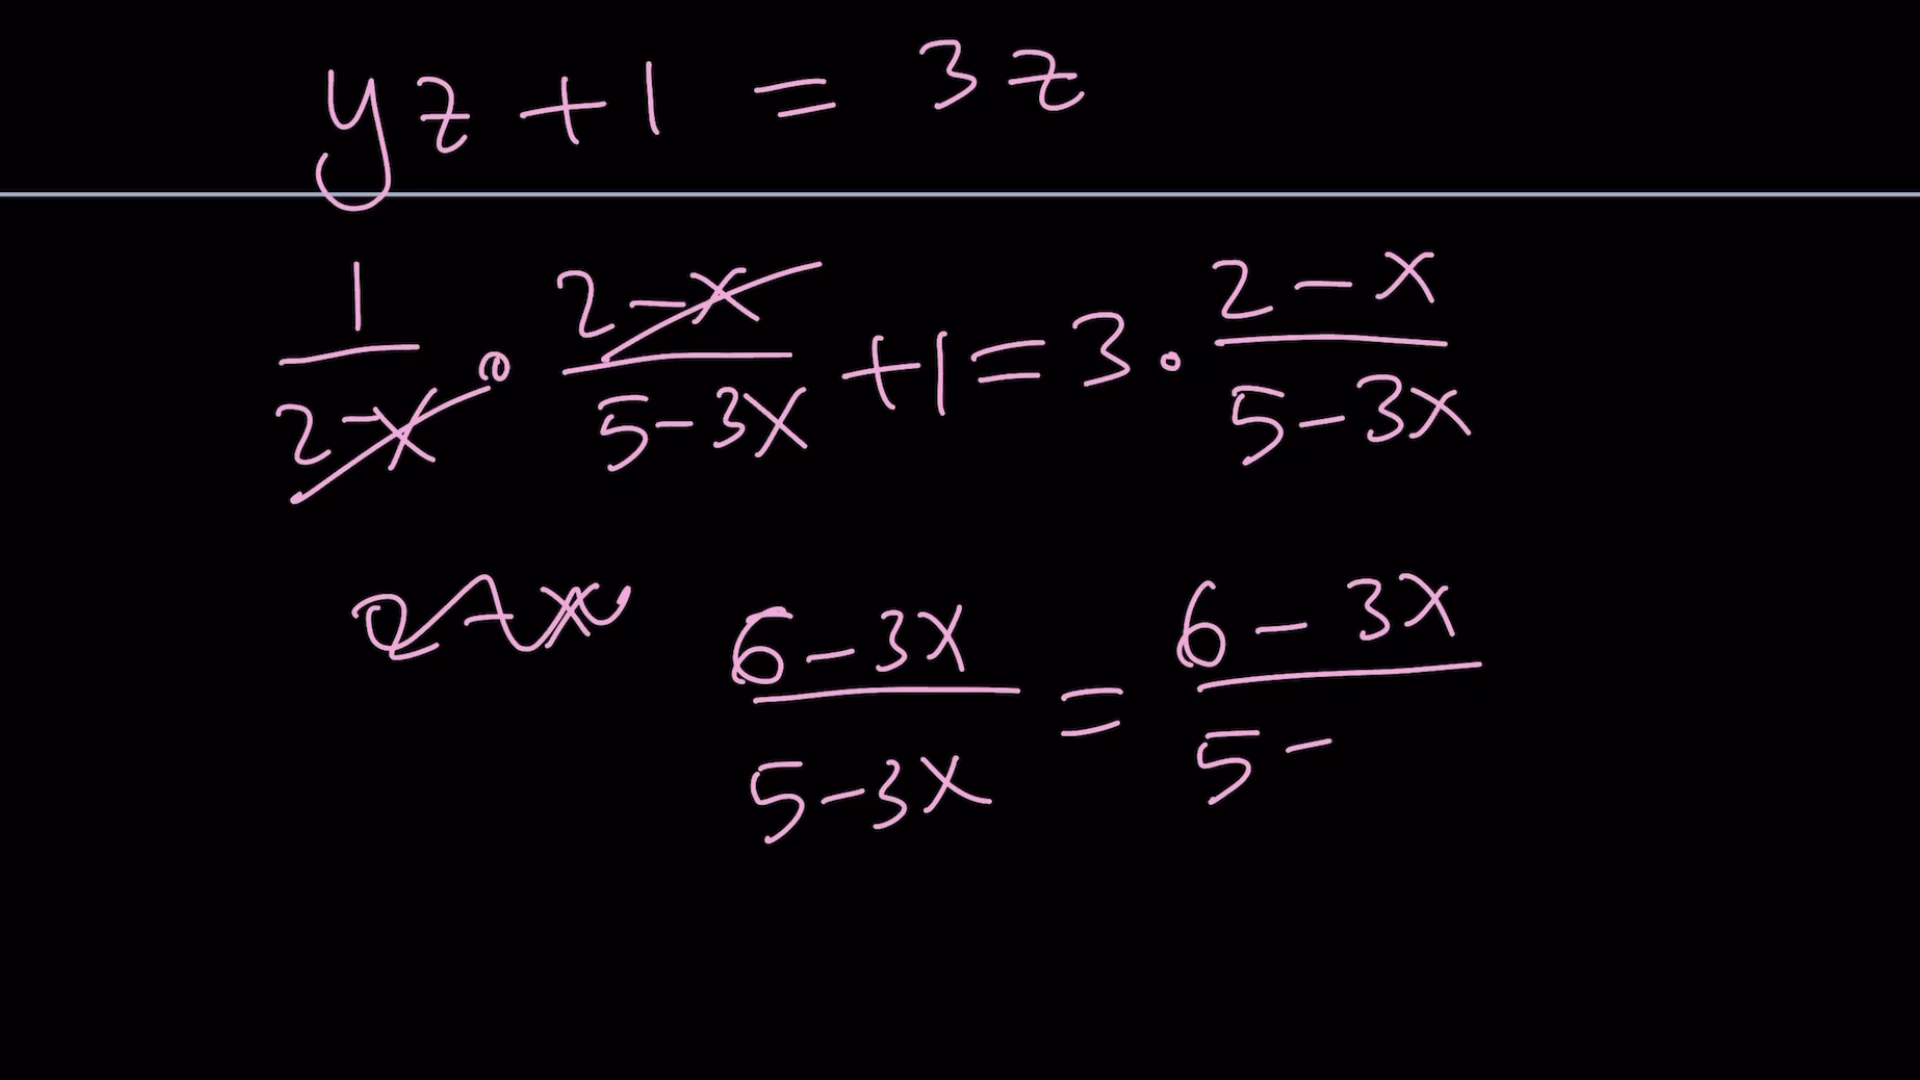 yz + 1 = 3z
1/(2-x) · (2-x)/(5-3x) + 1 = 3 · (2-x)/(5-3x)
(6-3x)/(5-3x) = (6-3x)/(5-